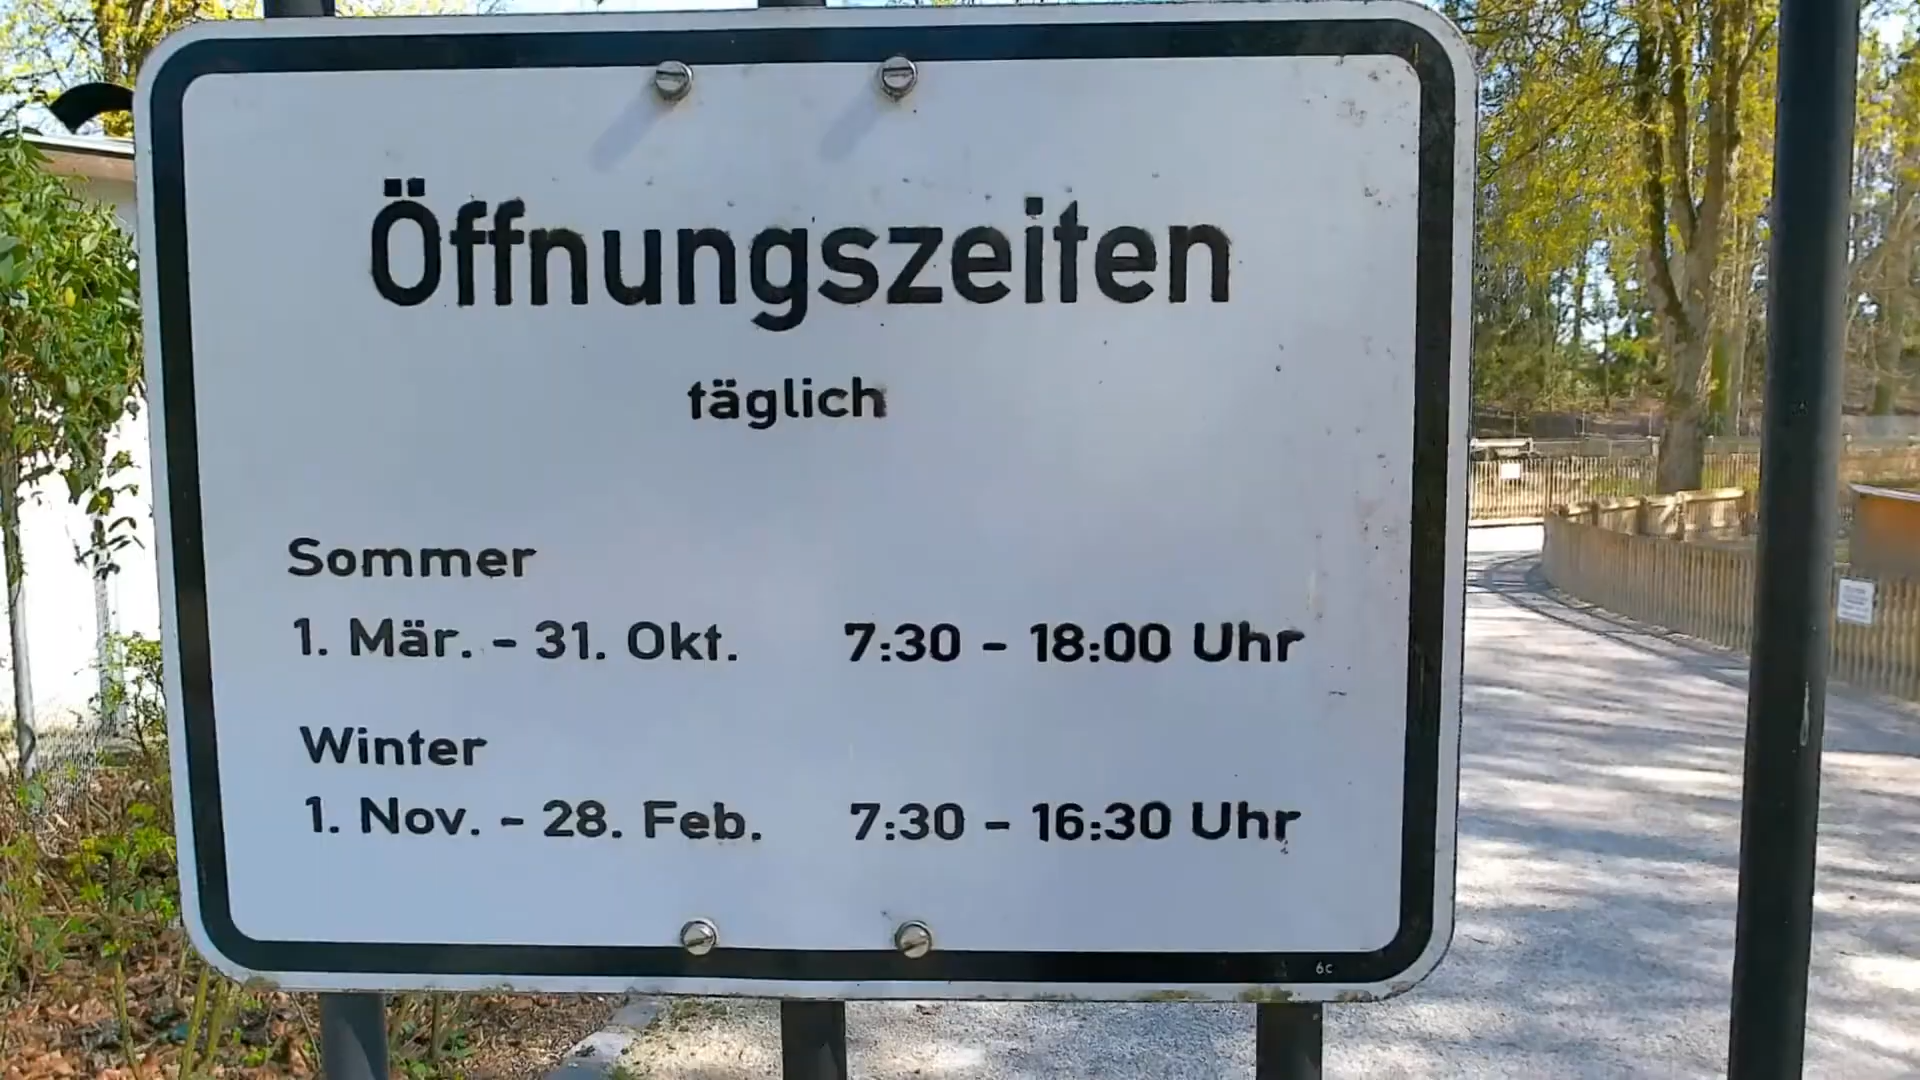 Öffnungszeiten
täglich
Sommer
1. Mär. - 31. Okt. 7:30 - 18:00 Uhr
Winter
1. Nov. - 28. Feb. 7:30 - 16:30 Uhr
6c